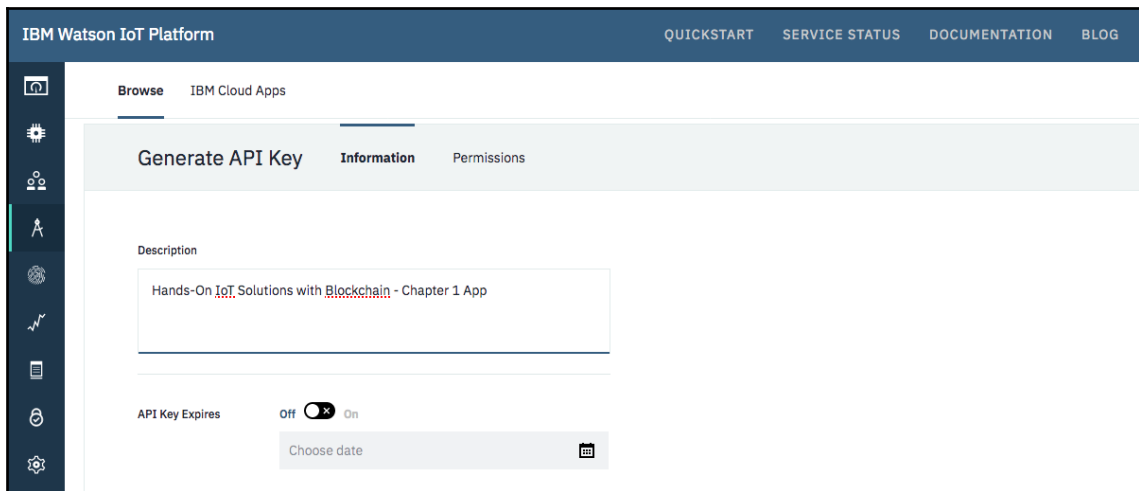 IBM Watson IoT Platform QUICKSTART SERVICE STATUS DOCUMENTATION BLOG
Browse IBM Cloud Apps
Generate API Key Information Permissions
Description
Hands-On IoT Solutions with Blockchain - Chapter 1 App
API Key Expires Off On
Choose date